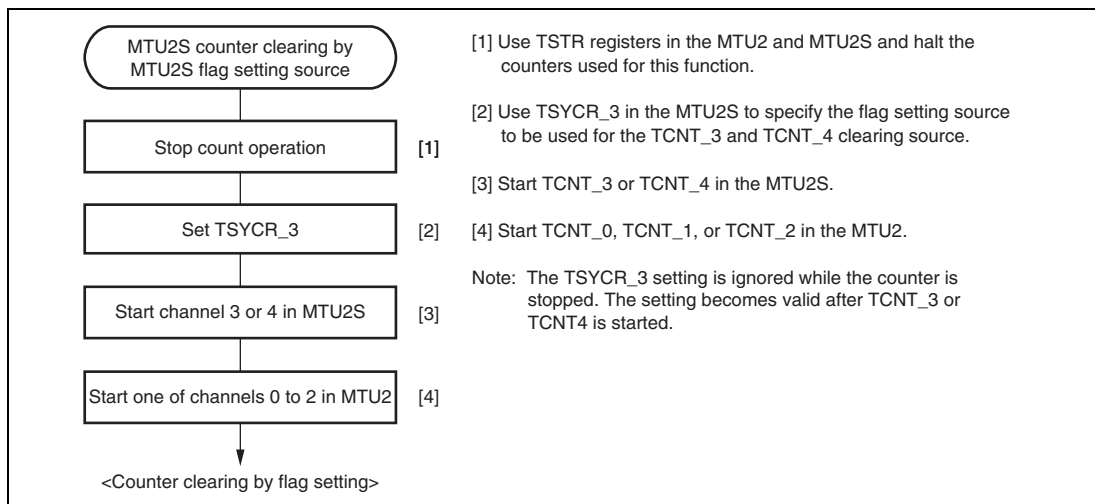 MTU2S counter clearing by
MTU2S flag setting source
Stop count operation [1]
Set TSYCR_3 [2]
Start channel 3 or 4 in MTU2S [3]
Start one of channels 0 to 2 in MTU2 [4]
<Counter clearing by flag setting>
[1] Use TSTR registers in the MTU2 and MTU2S and halt the
counters used for this function.
[2] Use TSYCR_3 in the MTU2S to specify the flag setting source
to be used for the TCNT_3 and TCNT_4 clearing source.
[3] Start TCNT_3 or TCNT_4 in the MTU2S.
[4] Start TCNT_0, TCNT_1, or TCNT_2 in the MTU2.
Note: The TSYCR_3 setting is ignored while the counter is
stopped. The setting becomes valid after TCNT_3 or
TCNT4 is started.